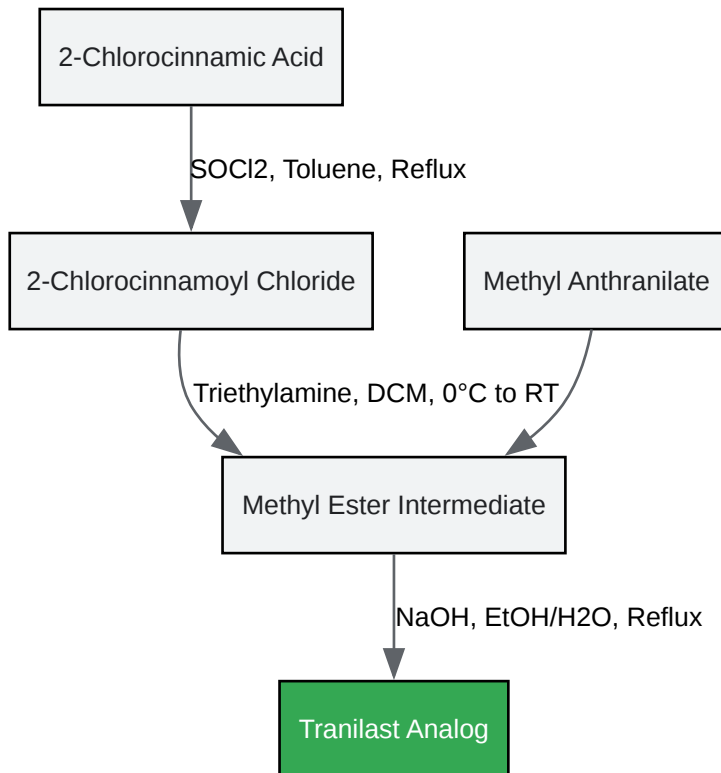 2-Chlorocinnamic Acid
SOCl2, Toluene, Reflux
2-Chlorocinnamoyl Chloride
Methyl Anthranilate
Triethylamine, DCM, 0°C to RT
Methyl Ester Intermediate
NaOH, EtOH/H2O, Reflux
Tranilast Analog